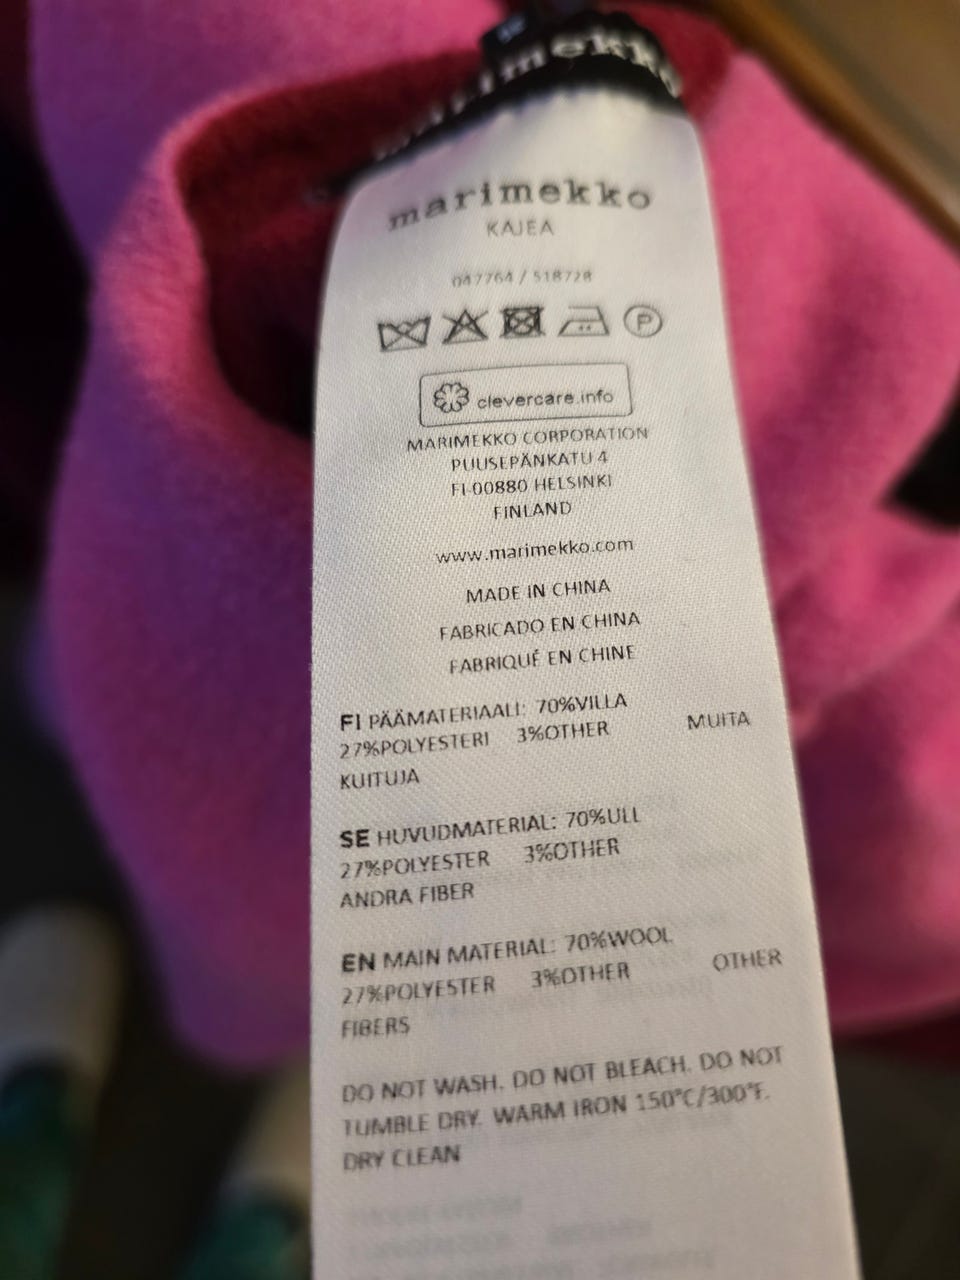 marimekko
marimekko
KAJEA
047764 / 518728
P
clevercare.info
MARIMEKKO CORPORATION
PUUSEPÄNKATU 4
FI-00880 HELSINKI
FINLAND
www.marimekko.com
MADE IN CHINA
FABRICADO EN CHINA
FABRIQUÉ EN CHINE
FI PÄÄMATERIAALI: 70%VILLA
27%POLYESTERI 3%OTHER MUITA
KUITUJA
SE HUVUDMATERIAL: 70%ULL
27%POLYESTER 3%OTHER
ANDRA FIBER
EN MAIN MATERIAL: 70%WOOL
27%POLYESTER 3%OTHER OTHER
FIBERS
DO NOT WASH. DO NOT BLEACH. DO NOT
TUMBLE DRY. WARM IRON 150°C/300°F.
DRY CLEAN